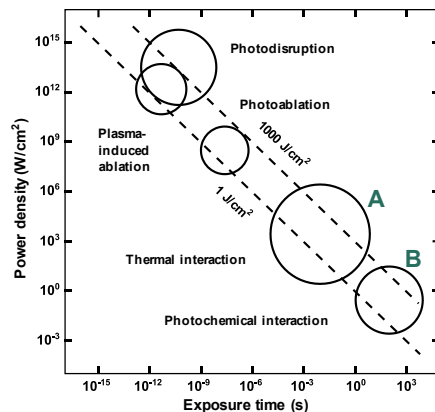 10¹⁵
10¹²
10⁹
10⁶
10³
10⁰
10⁻³
Power density (W/cm²)
Photodisruption
Photoablation
Plasma-
induced
ablation
1000 J/cm²
1 J/cm²
A
Thermal interaction
B
Photochemical interaction
10⁻¹⁵ 10⁻¹² 10⁻⁹ 10⁻⁶ 10⁻³ 10⁰ 10³
Exposure time (s)